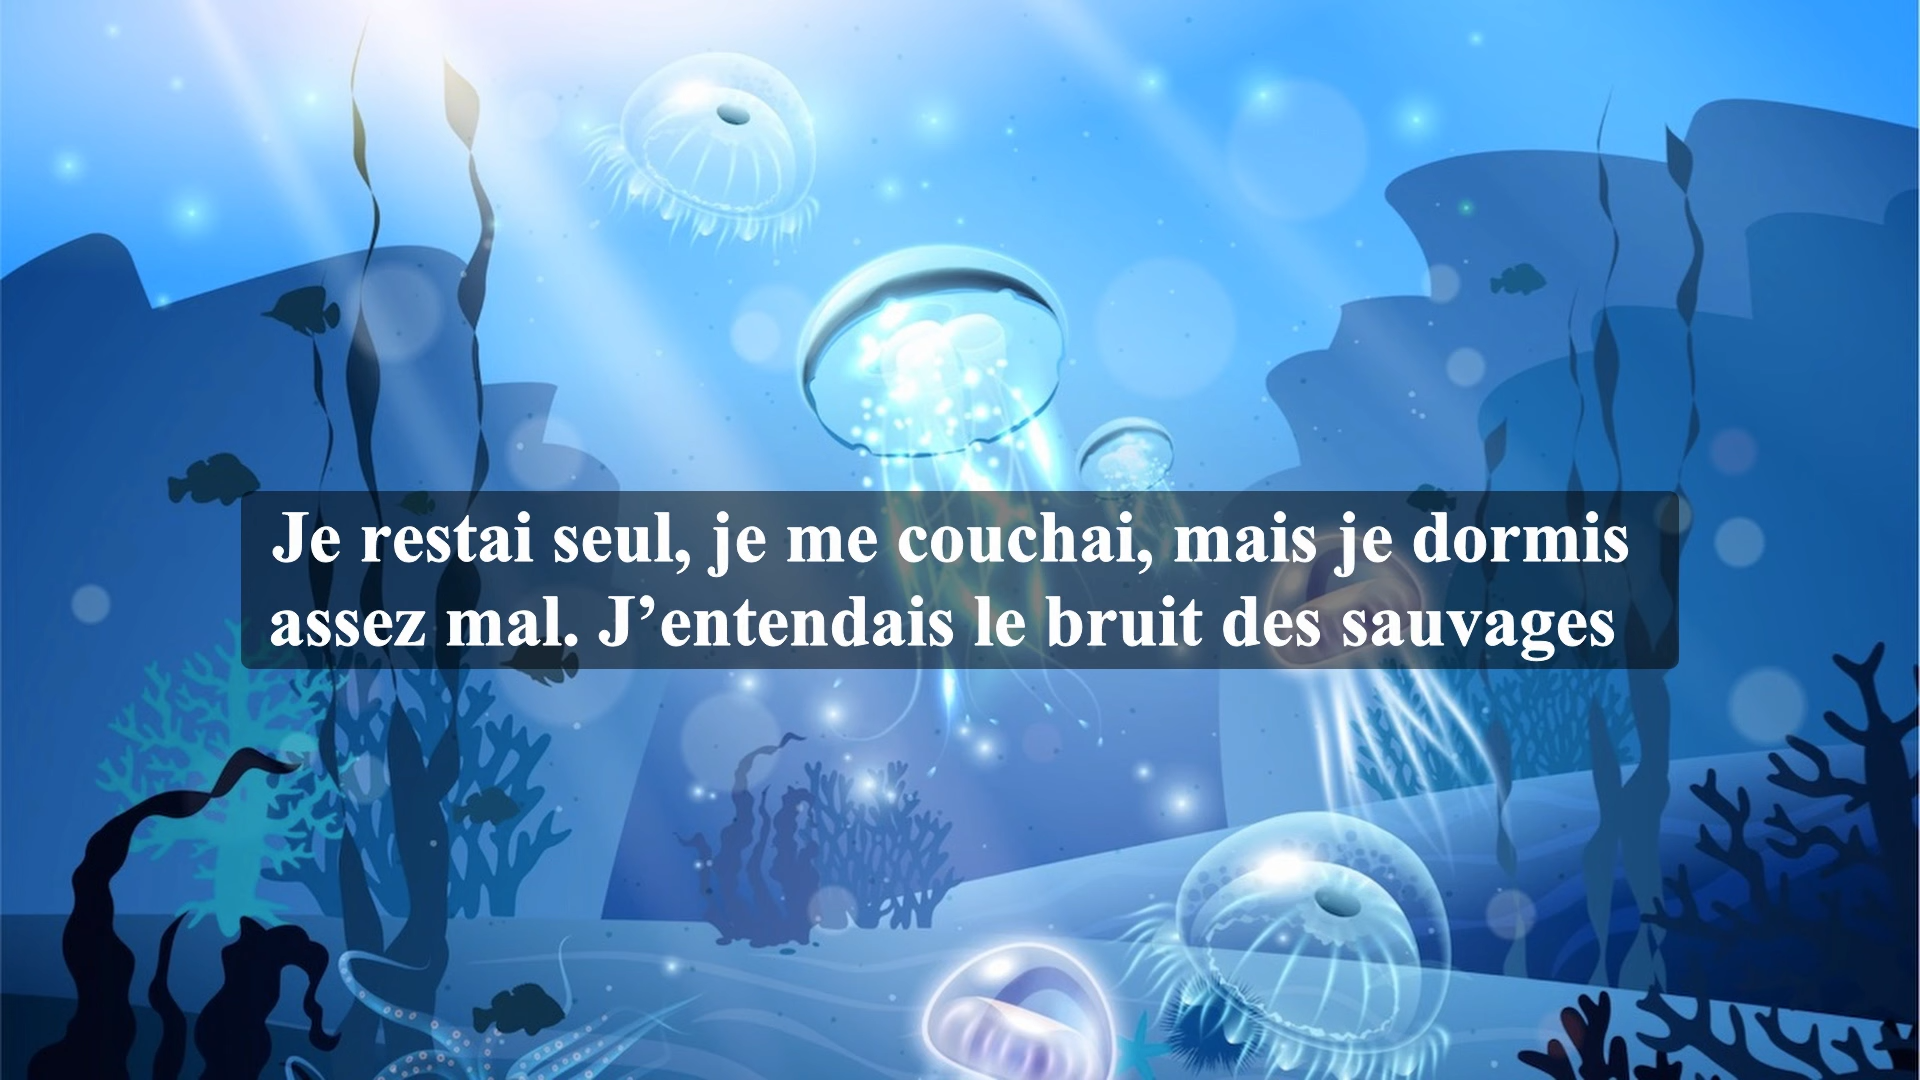 Je restai seul, je me couchai, mais je dormis
assez mal. J’entendais le bruit des sauvages